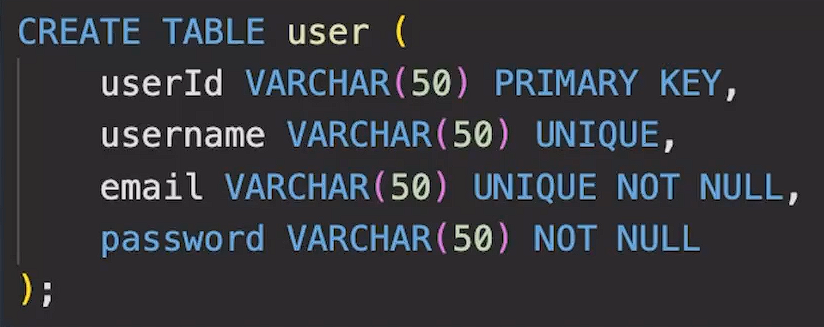 CREATE TABLE user (
    userId VARCHAR(50) PRIMARY KEY,
    username VARCHAR(50) UNIQUE,
    email VARCHAR(50) UNIQUE NOT NULL,
    password VARCHAR(50) NOT NULL
);